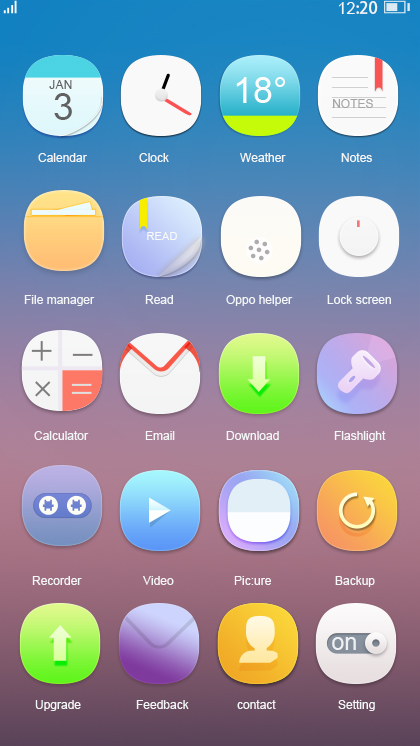 12:20
JAN
3
18°
NOTES
Calendar
Clock
Weather
Notes
READ
File manager
Read
Oppo helper
Lock screen
Calculator
Email
Download
Flashlight
Recorder
Video
Pic:ure
Backup
on
Upgrade
Feedback
contact
Setting